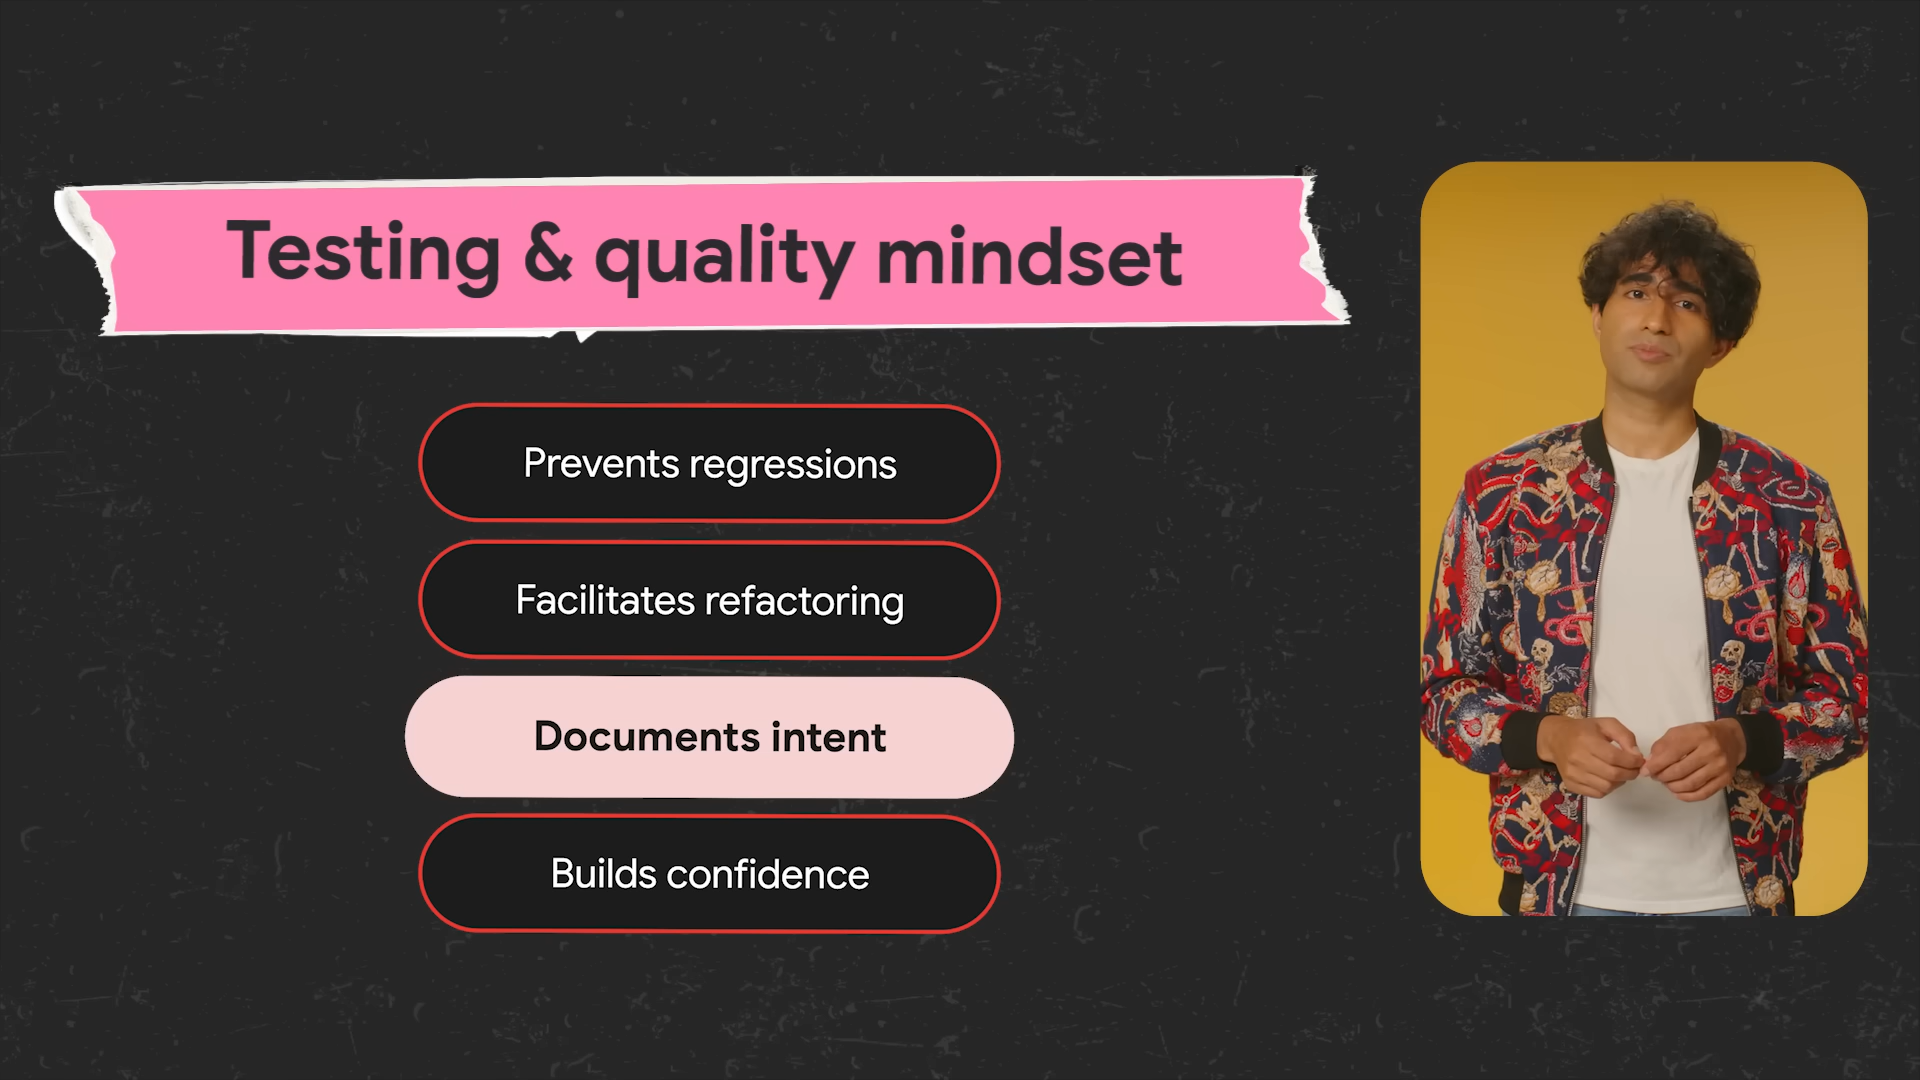 Testing & quality mindset
Prevents regressions
Facilitates refactoring
Documents intent
Builds confidence